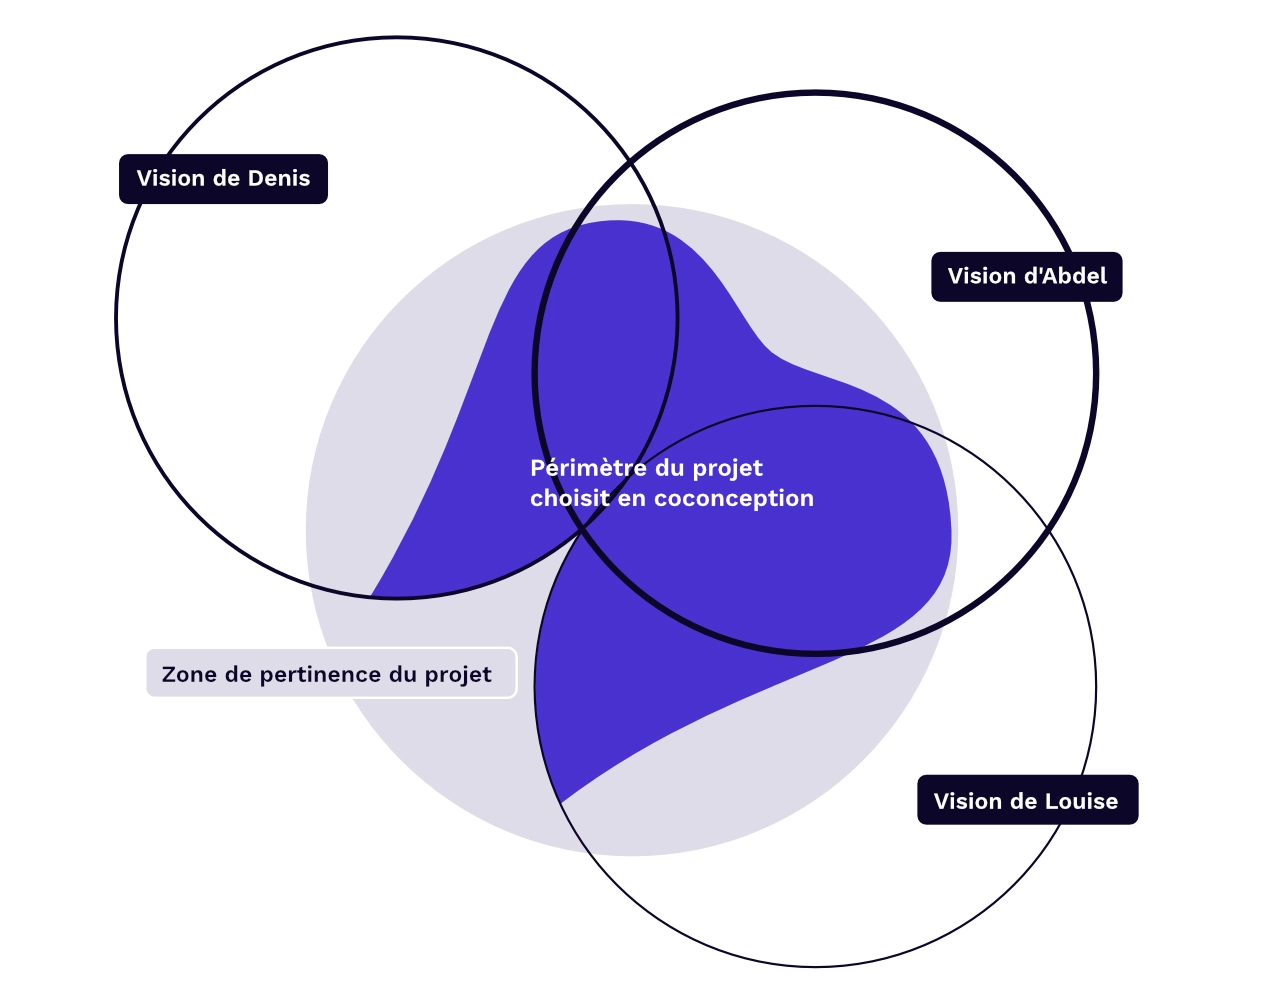 Vision de Denis
Vision d'Abdel
Périmètre du projet
choisit en coconception
Zone de pertinence du projet
Vision de Louise